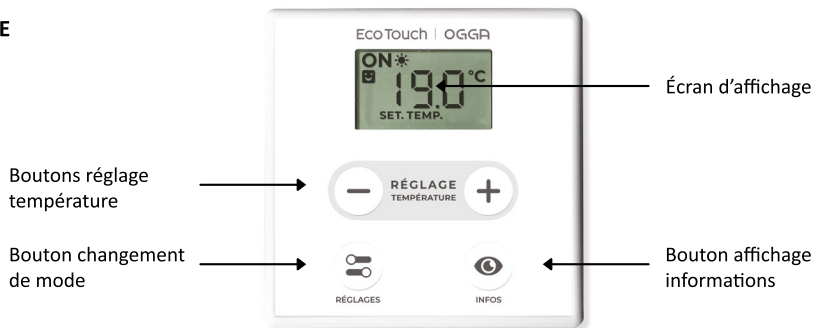 E
EcoTouch | OGGA
ON
19.0°C
SET. TEMP.
Écran d'affichage
Boutons réglage
température
RÉGLAGE
TEMPÉRATURE
Bouton changement
de mode
Bouton affichage
informations
RÉGLAGES
INFOS